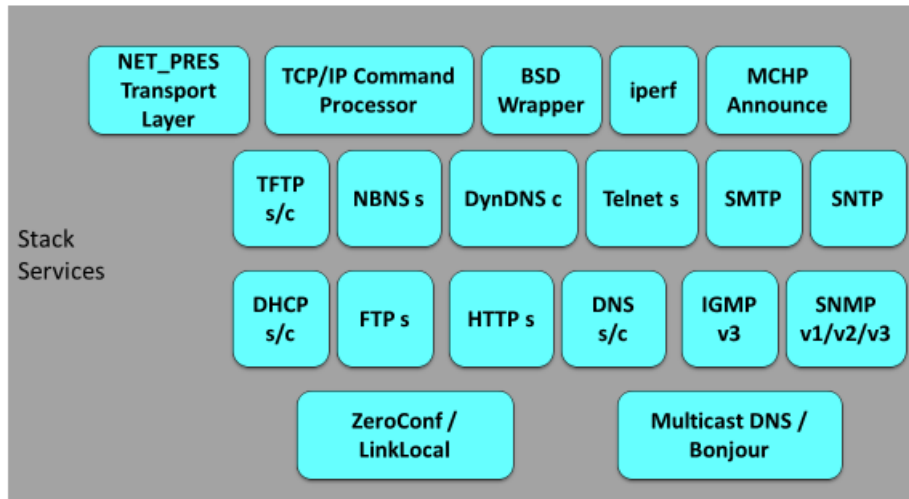 NET_PRES
Transport
Layer
TCP/IP Command
Processor
BSD
Wrapper
iperf
MCHP
Announce
TFTP
s/c
NBNS s
DynDNS c
Telnet s
SMTP
SNTP
Stack
Services
DHCP
s/c
FTP s
HTTP s
DNS
s/c
IGMP
v3
SNMP
v1/v2/v3
ZeroConf /
LinkLocal
Multicast DNS /
Bonjour